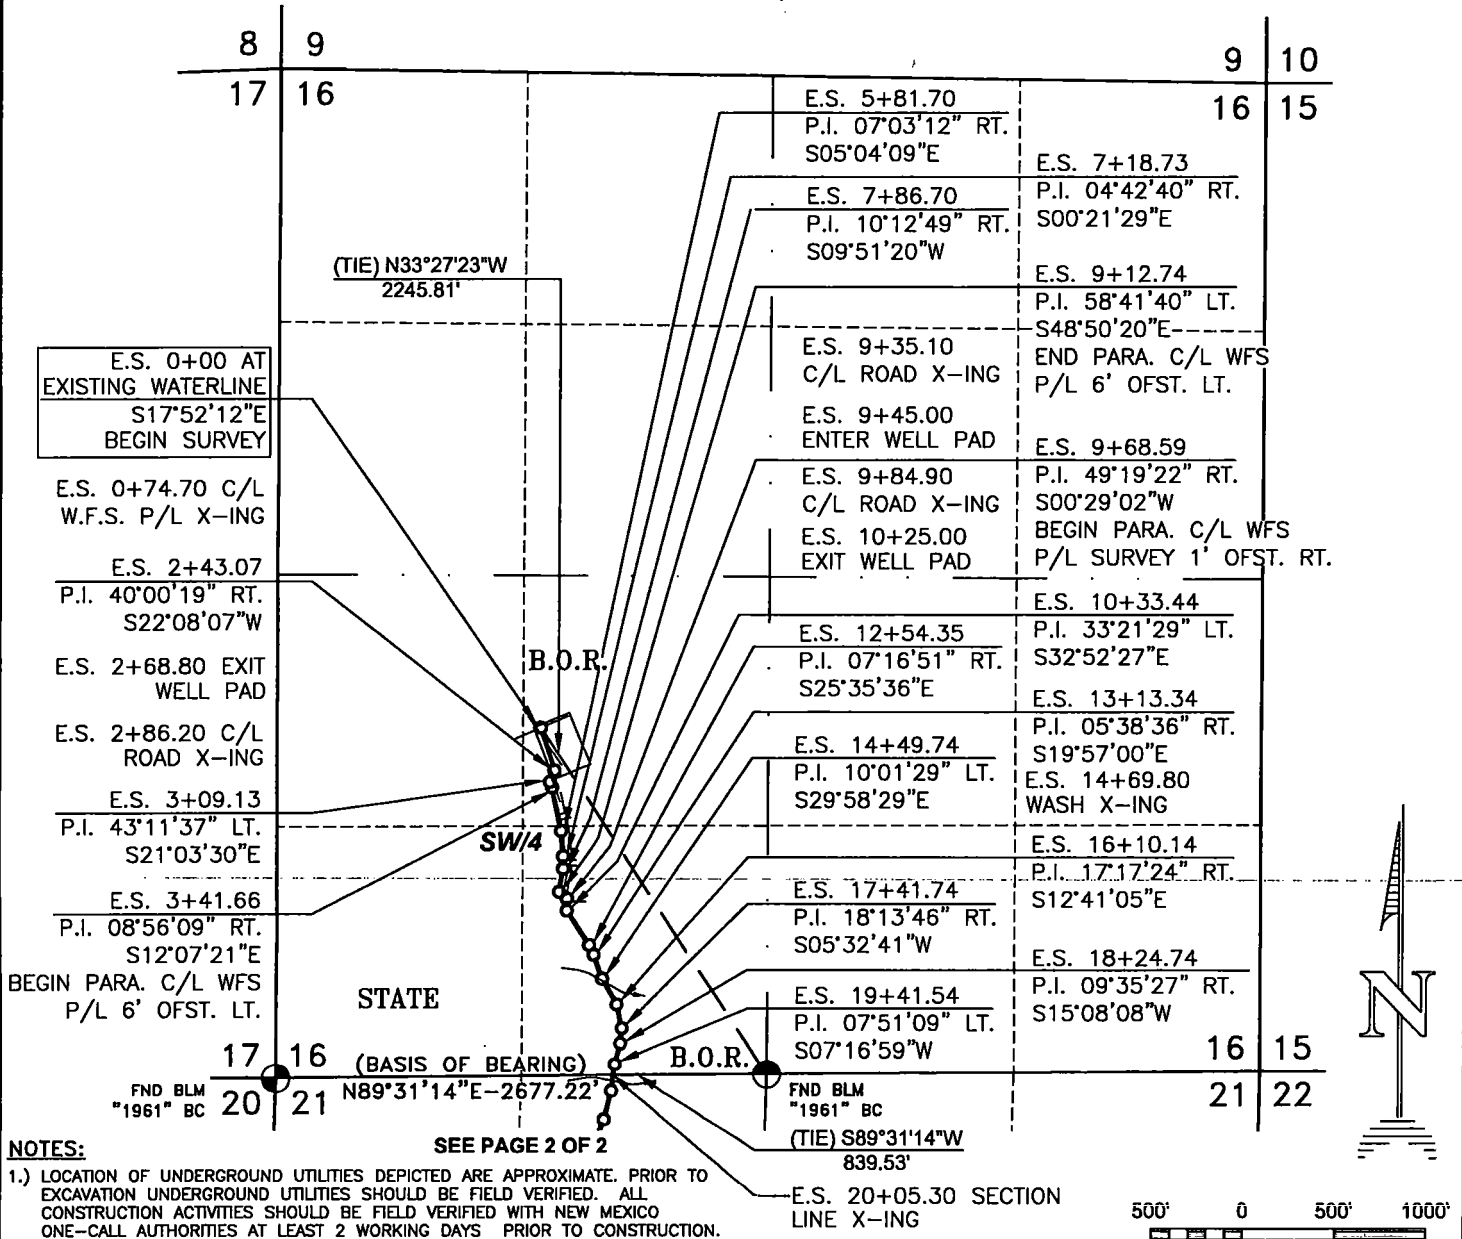 8 9
17 16
9 10
16 15
E.S. 5+81.70
P.I. 07°03'12" RT.
S05°04'09"E
E.S. 7+18.73
P.I. 04°42'40" RT.
S00°21'29"E
E.S. 7+86.70
P.I. 10°12'49" RT.
S09°51'20"W
(TIE) N33°27'23"W
2245.81'
E.S. 9+12.74
P.I. 58°41'40" LT.
S48°50'20"E
END PARA. C/L WFS
P/L 6' OFST. LT.
E.S. 0+00 AT
EXISTING WATERLINE
S17°52'12"E
BEGIN SURVEY
E.S. 9+35.10
C/L ROAD X-ING
E.S. 9+45.00
ENTER WELL PAD
E.S. 9+68.59
P.I. 49°19'22" RT.
S00°29'02"W
BEGIN PARA. C/L WFS
P/L SURVEY 1' OFST. RT.
E.S. 9+84.90
C/L ROAD X-ING
E.S. 10+25.00
EXIT WELL PAD
E.S. 0+74.70 C/L
W.F.S. P/L X-ING
E.S. 2+43.07
P.I. 40°00'19" RT.
S22°08'07"W
E.S. 2+68.80 EXIT
WELL PAD
E.S. 2+86.20 C/L
ROAD X-ING
E.S. 3+09.13
P.I. 43°11'37" LT.
S21°03'30"E
E.S. 3+41.66
P.I. 08°56'09" RT.
S12°07'21"E
BEGIN PARA. C/L WFS
P/L 6' OFST. LT.
B.O.R.
SW/4
STATE
E.S. 10+33.44
P.I. 33°21'29" LT.
S32°52'27"E
E.S. 12+54.35
P.I. 07°16'51" RT.
S25°35'36"E
E.S. 13+13.34
P.I. 05°38'36" RT.
S19°57'00"E
E.S. 14+49.74
P.I. 10°01'29" LT.
S29°58'29"E
E.S. 14+69.80
WASH X-ING
E.S. 16+10.14
P.I. 17°17'24" RT.
S12°41'05"E
E.S. 17+41.74
P.I. 18°13'46" RT.
S05°32'41"W
E.S. 18+24.74
P.I. 09°35'27" RT.
S15°08'08"W
E.S. 19+41.54
P.I. 07°51'09" LT.
S07°16'59"W
N
17 16
20 21
FND BLM
"1961" BC
(BASIS OF BEARING)
N89°31'14"E-2677.22'
B.O.R.
FND BLM
"1961" BC
16 15
21 22
(TIE) S89°31'14"W
839.53'
SEE PAGE 2 OF 2
E.S. 20+05.30 SECTION
LINE X-ING
NOTES:
1.) LOCATION OF UNDERGROUND UTILITIES DEPICTED ARE APPROXIMATE. PRIOR TO
EXCAVATION UNDERGROUND UTILITIES SHOULD BE FIELD VERIFIED. ALL
CONSTRUCTION ACTIVITIES SHOULD BE FIELD VERIFIED WITH NEW MEXICO
ONE-CALL AUTHORITIES AT LEAST 2 WORKING DAYS PRIOR TO CONSTRUCTION.
500' 0 500' 1000'